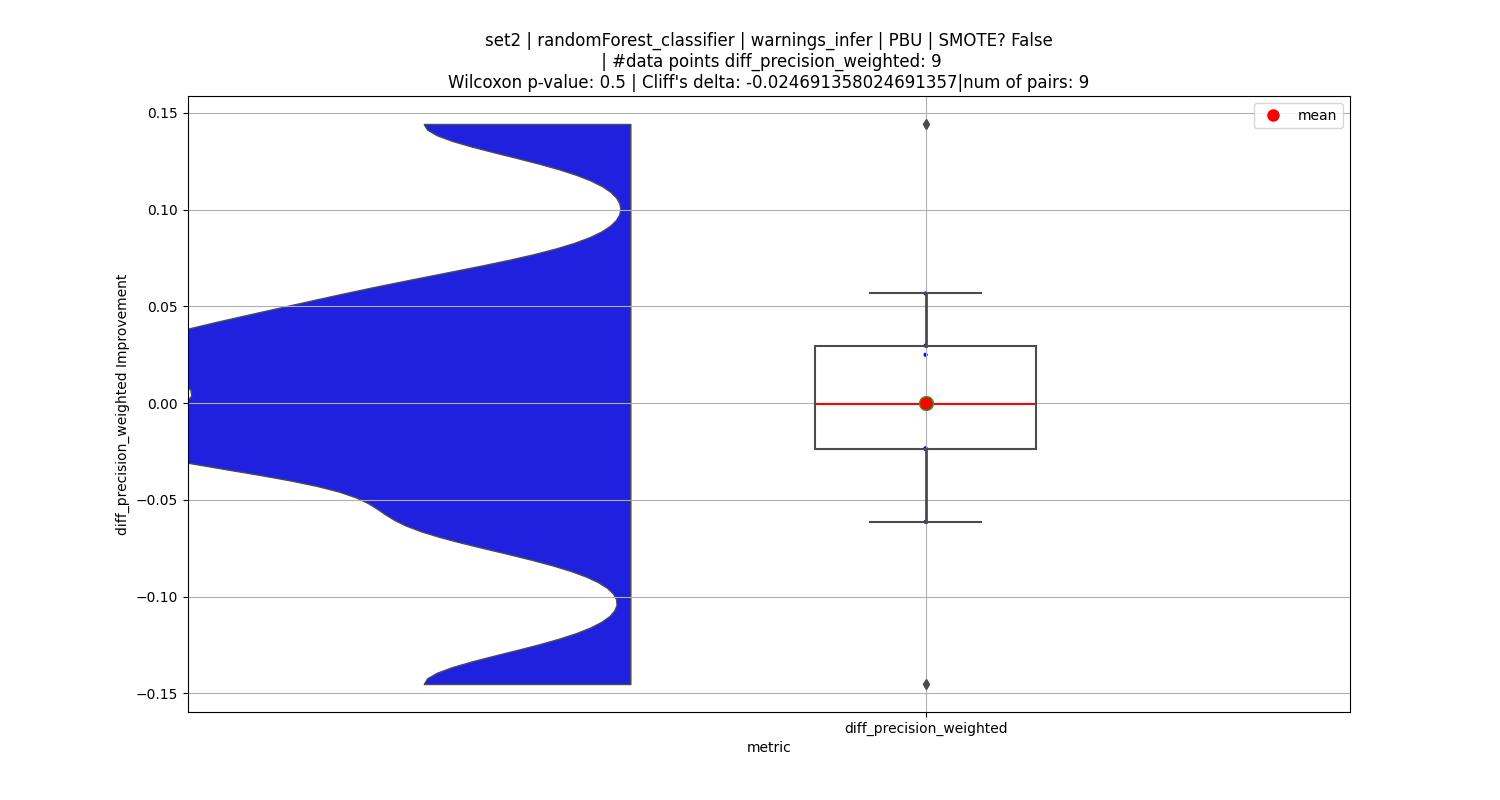 set2 | randomForest_classifier | warnings_infer | PBU | SMOTE? False
| #data points diff_precision_weighted: 9
Wilcoxon p-value: 0.5 | Cliff's delta: -0.024691358024691357|num of pairs: 9
mean
0.15
0.10
0.05
0.00
−0.05
−0.10
−0.15
diff_precision_weighted Improvement
diff_precision_weighted
metric